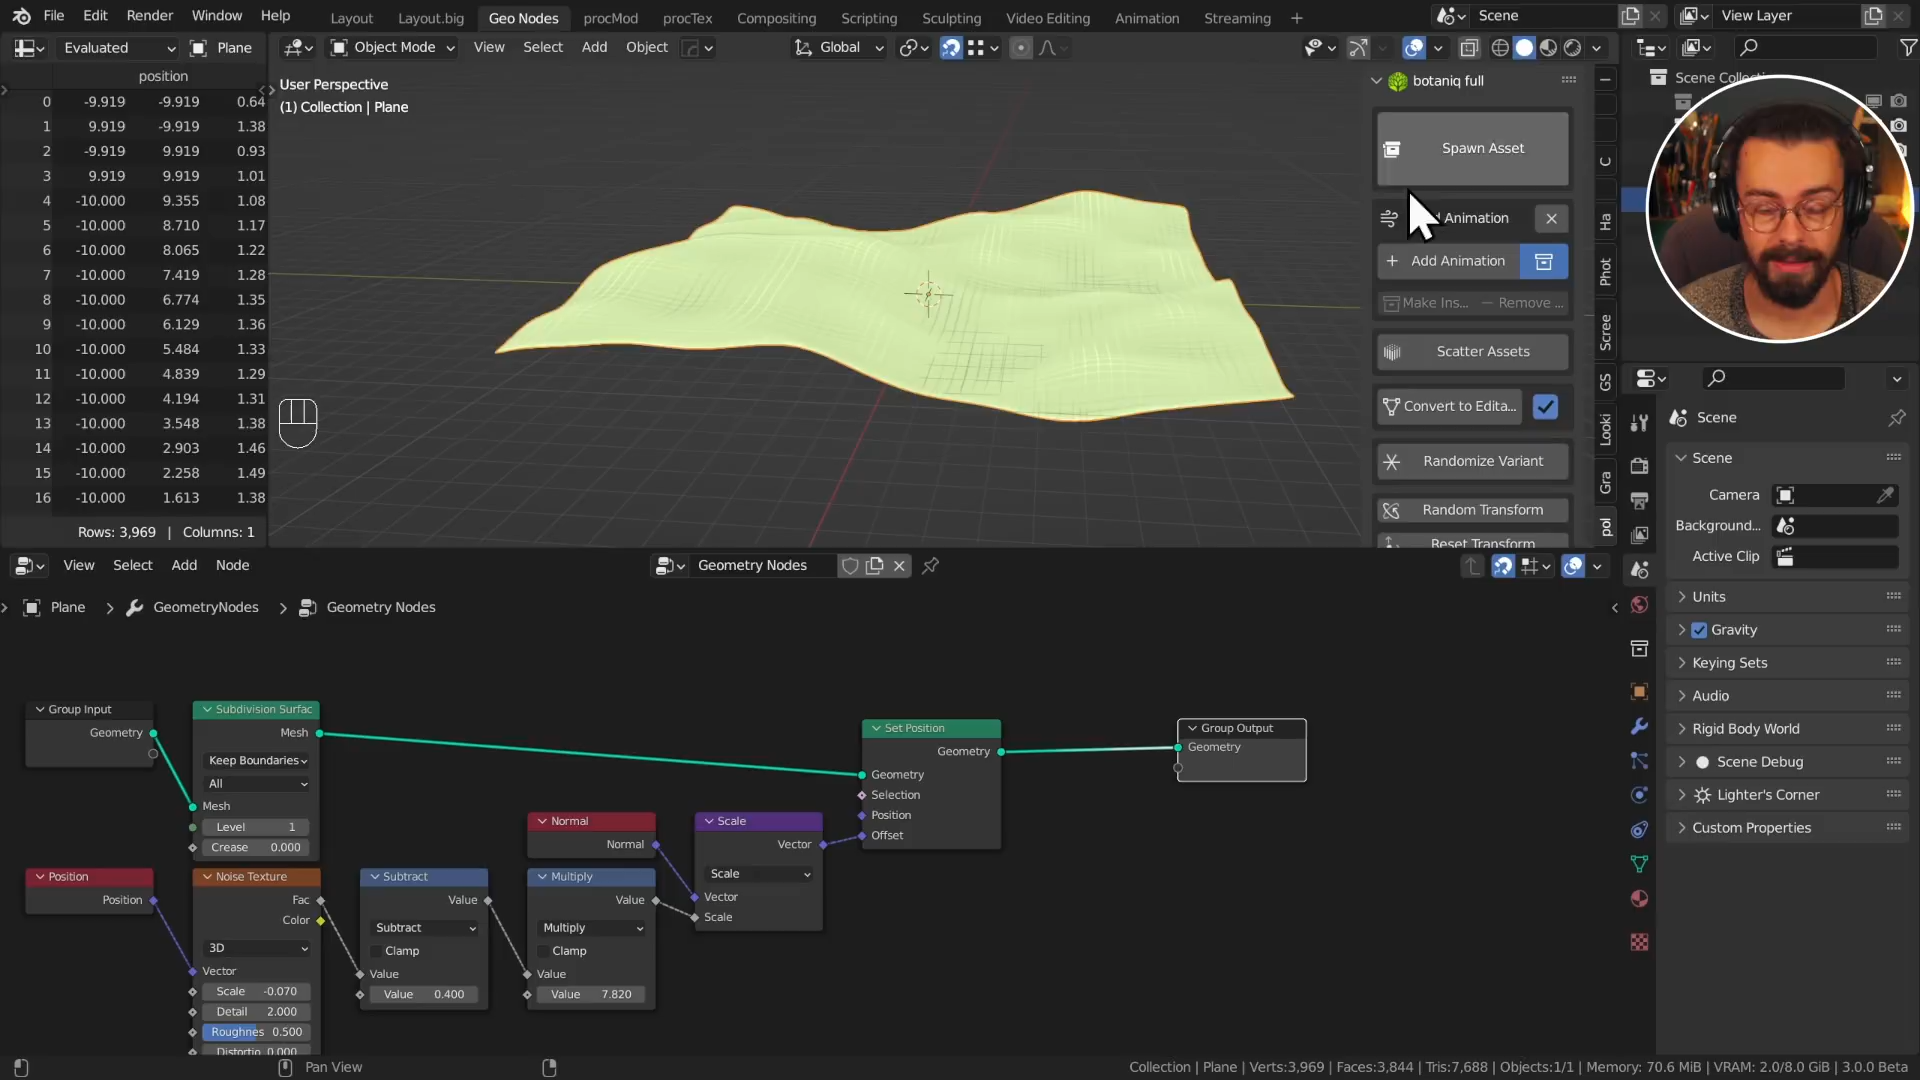 File Edit Render Window Help
Layout Layout.big Geo Nodes procMod procTex Compositing Scripting Sculpting Video Editing Animation Streaming +
Scene
View Layer
Evaluated Plane
Object Mode View Select Add Object
Global
position
0 -9.919 -9.919 0.64
1 9.919 -9.919 1.38
2 -9.919 9.919 0.93
3 9.919 9.919 1.01
4 -10.000 9.355 1.08
5 -10.000 8.710 1.17
6 -10.000 8.065 1.22
7 -10.000 7.419 1.28
8 -10.000 6.774 1.35
9 -10.000 6.129 1.36
10 -10.000 5.484 1.33
11 -10.000 4.839 1.29
12 -10.000 4.194 1.31
13 -10.000 3.548 1.38
14 -10.000 2.903 1.46
15 -10.000 2.258 1.49
16 -10.000 1.613 1.38
Rows: 3,969 | Columns: 1
User Perspective
(1) Collection | Plane
botaniq full
Spawn Asset
Animation
+ Add Animation
Make Ins... Remove ...
Scatter Assets
Convert to Edita...
Randomize Variant
Random Transform
Reset Transform
C
Ha
Phot
Scree
GS
Looki
Gra
pol
Scene Collecti
Scene
Scene
Camera
Background...
Active Clip
Units
Gravity
Keying Sets
Audio
Rigid Body World
Scene Debug
Lighter's Corner
Custom Properties
View Select Add Node
Geometry Nodes
Plane > GeometryNodes > Geometry Nodes
Group Input
Geometry
Subdivision Surfac
Mesh
Keep Boundaries
All
Mesh
Level 1
Crease 0.000
Position
Position
Noise Texture
Fac
Color
3D
Vector
Scale -0.070
Detail 2.000
Roughnes 0.500
Distortio 0.000
Subtract
Value
Subtract
Clamp
Value
Value 0.400
Normal
Normal
Multiply
Value
Multiply
Clamp
Value
Value 7.820
Scale
Vector
Scale
Vector
Scale
Set Position
Geometry
Geometry
Selection
Position
Offset
Group Output
Geometry
Pan View
Collection | Plane | Verts:3,969 | Faces:3,844 | Tris:7,688 | Objects:1/1 | Memory: 70.6 MiB | VRAM: 2.0/8.0 GiB | 3.0.0 Beta